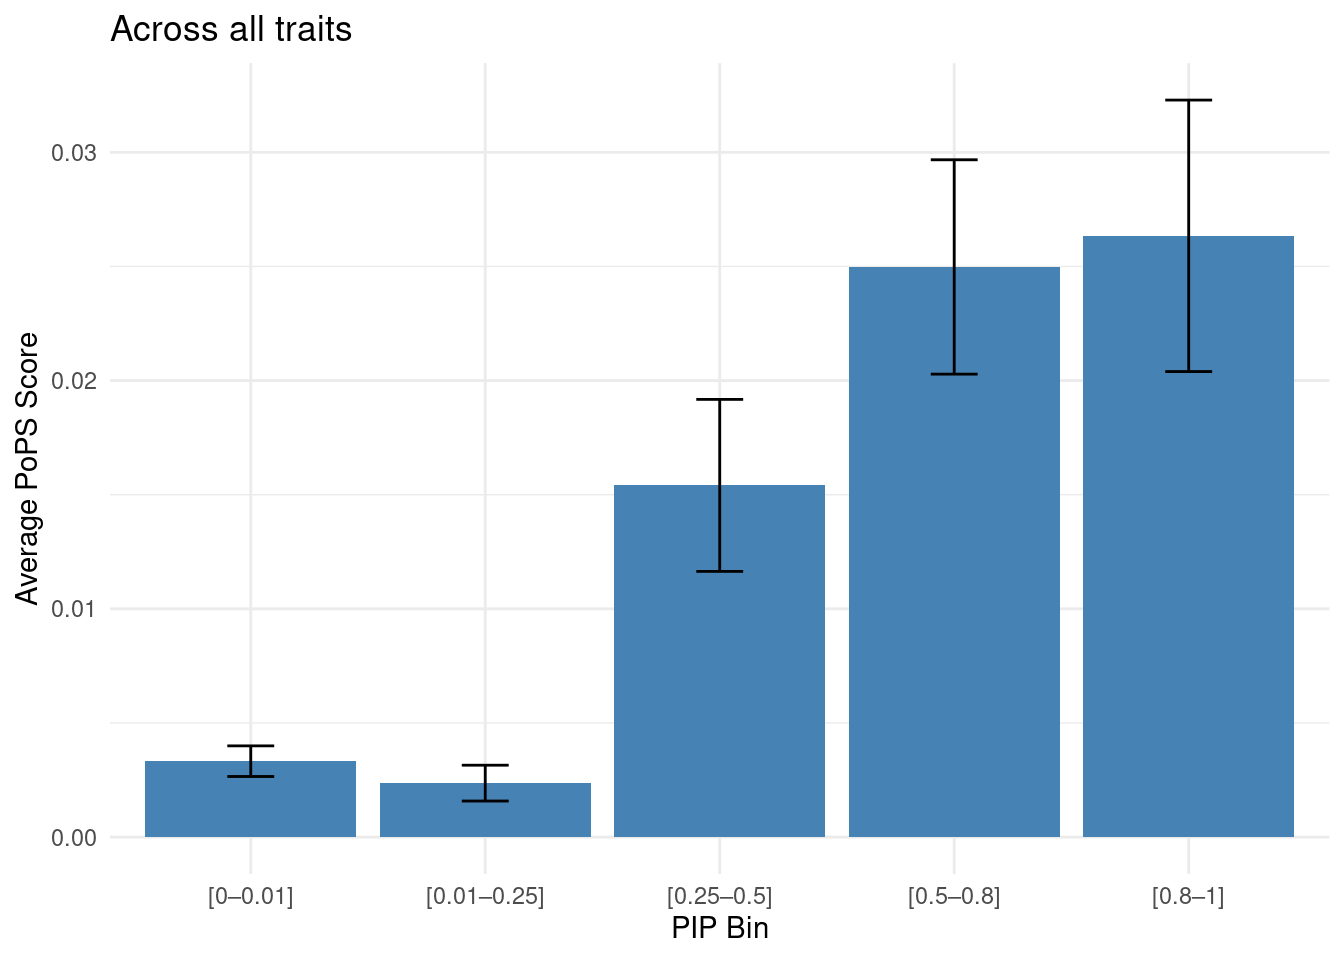 Across all traits
Average PoPS Score
0.03
0.02
0.01
0.00
[0–0.01] [0.01–0.25] [0.25–0.5] [0.5–0.8] [0.8–1]
PIP Bin